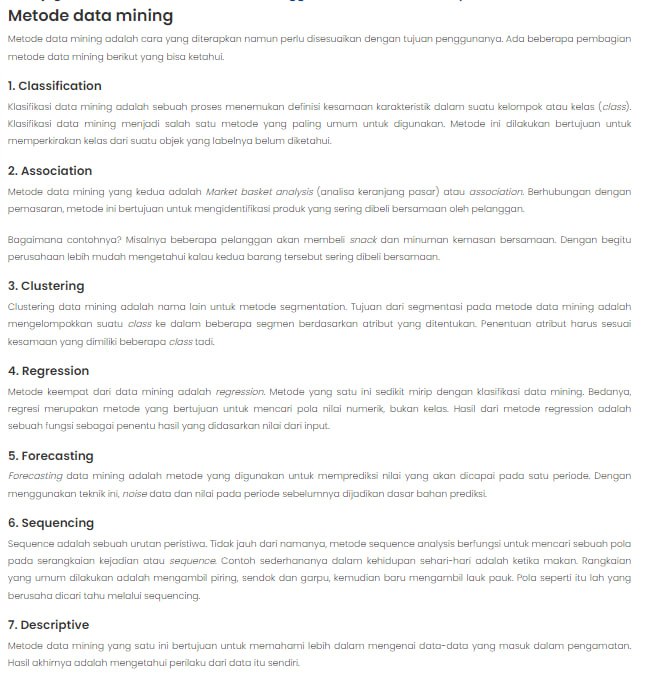 Metode data mining
Metode data mining adalah cara yang diterapkan namun perlu disesuaikan dengan tujuan penggunanya. Ada beberapa pembagian
metode data mining berikut yang bisa ketahui.
1. Classification
Klasifikasi data mining adalah sebuah proses menemukan definisi kesamaan karakteristik dalam suatu kelompok atau kelas (class).
Klasifikasi data mining menjadi salah satu metode yang paling umum untuk digunakan. Metode ini dilakukan bertujuan untuk
memperkirakan kelas dari suatu objek yang labelnya belum diketahui.
2. Association
Metode data mining yang kedua adalah Market basket analysis (analisa keranjang pasar) atau association. Berhubungan dengan
pemasaran, metode ini bertujuan untuk mengidentifikasi produk yang sering dibeli bersamaan oleh pelanggan.
Bagaimana contohnya? Misalnya beberapa pelanggan akan membeli snack dan minuman kemasan bersamaan. Dengan begitu
perusahaan lebih mudah mengetahui kalau kedua barang tersebut sering dibeli bersamaan.
3. Clustering
Clustering data mining adalah nama lain untuk metode segmentation. Tujuan dari segmentasi pada metode data mining adalah
mengelompokkan suatu class ke dalam beberapa segmen berdasarkan atribut yang ditentukan. Penentuan atribut harus sesuai
kesamaan yang dimiliki beberapa class tadi.
4. Regression
Metode keempat dari data mining adalah regression. Metode yang satu ini sedikit mirip dengan klasifikasi data mining. Bedanya,
regresi merupakan metode yang bertujuan untuk mencari pola nilai numerik, bukan kelas. Hasil dari metode regression adalah
sebuah fungsi sebagai penentu hasil yang didasarkan nilai dari input.
5. Forecasting
Forecasting data mining adalah metode yang digunakan untuk memprediksi nilai yang akan dicapai pada satu periode. Dengan
menggunakan teknik ini, noise data dan nilai pada periode sebelumnya dijadikan dasar bahan prediksi.
6. Sequencing
Sequence adalah sebuah urutan peristiwa. Tidak jauh dari namanya, metode sequence analysis berfungsi untuk mencari sebuah pola
pada serangkaian kejadian atau sequence. Contoh sederhananya dalam kehidupan sehari-hari adalah ketika makan. Rangkaian
yang umum dilakukan adalah mengambil piring, sendok dan garpu, kemudian baru mengambil lauk pauk. Pola seperti itu lah yang
berusaha dicari tahu melalui sequencing.
7. Descriptive
Metode data mining yang satu ini bertujuan untuk memahami lebih dalam mengenai data-data yang masuk dalam pengamatan.
Hasil akhirnya adalah mengetahui perilaku dari data itu sendiri.